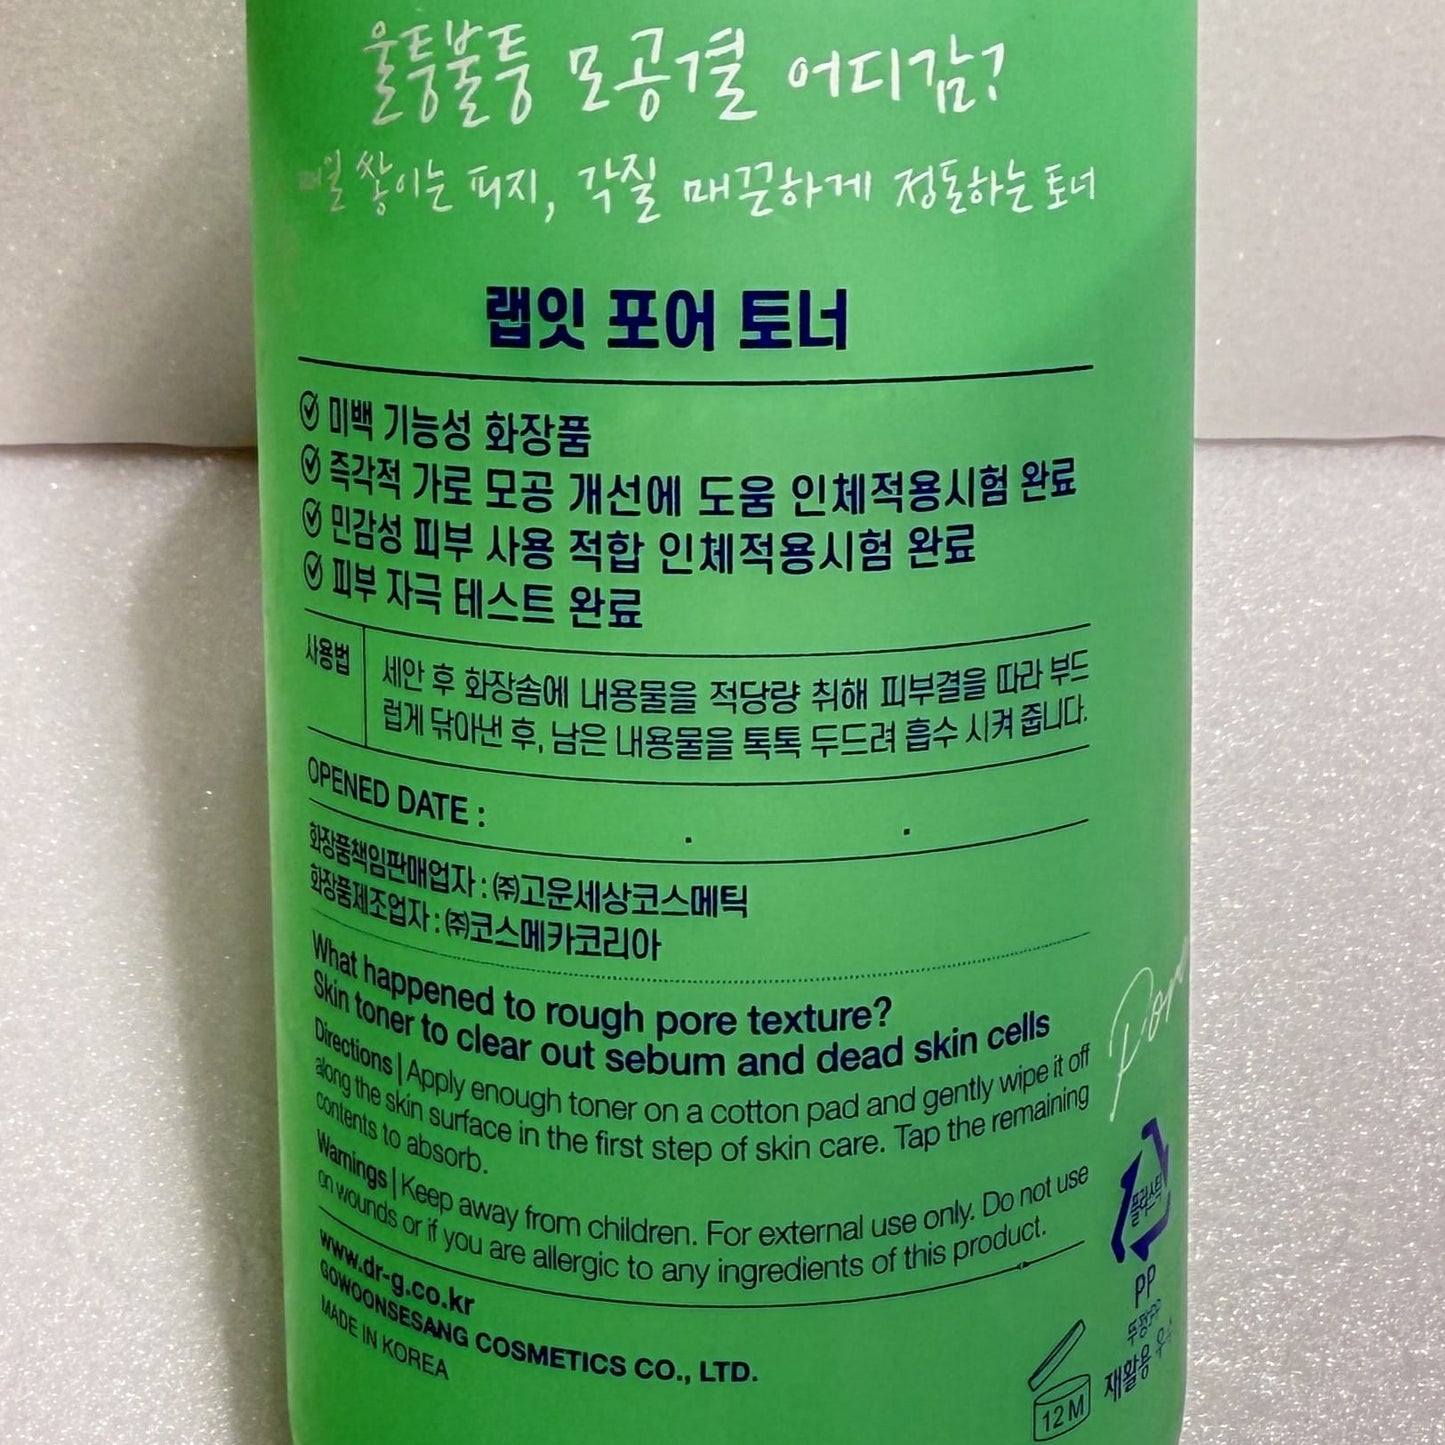 울퉁불퉁 모공결 어디감?
매일 쌓이는 피지, 각질 매끈하게 정돈하는 토너
랩잇 포어 토너
미백 기능성 화장품
즉각적 가로 모공 개선에 도움 인체적용시험 완료
민감성 피부 사용 적합 인체적용시험 완료
피부 자극 테스트 완료
사용법
세안 후 화장솜에 내용물을 적당량 취해 피부결을 따라 부드
럽게 닦아낸 후, 남은 내용물을 톡톡 두드려 흡수 시켜 줍니다.
OPENED DATE : . .
화장품책임판매업자 : ㈜고운세상코스메틱
화장품제조업자 : ㈜코스메카코리아
What happened to rough pore texture?
Skin toner to clear out sebum and dead skin cells
Directions | Apply enough toner on a cotton pad and gently wipe it off
along the skin surface in the first step of skin care. Tap the remaining
contents to absorb.
Warnings | Keep away from children. For external use only. Do not use
on wounds or if you are allergic to any ingredients of this product.
www.dr-g.co.kr
GOWOONSESANG COSMETICS CO., LTD.
MADE IN KOREA
플라스틱
PP
재활용
12M